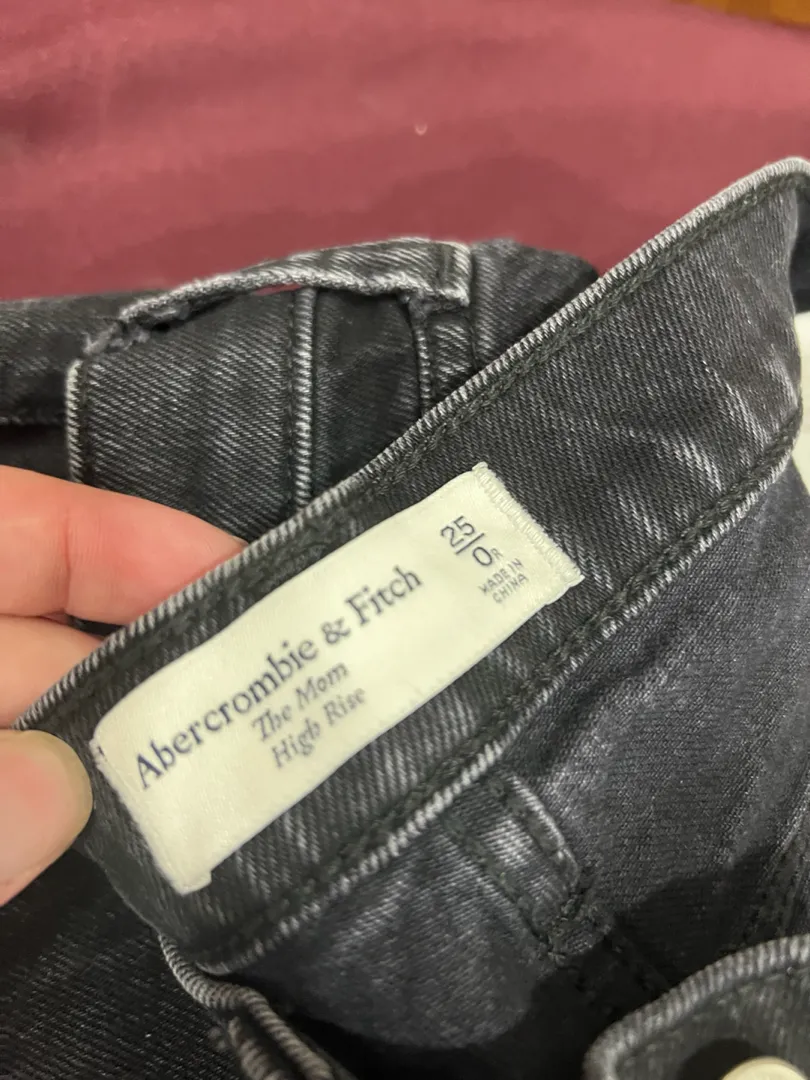 Abercrombie & Fitch
The Mom
High Rise
25
0R
MADE IN
CHINA